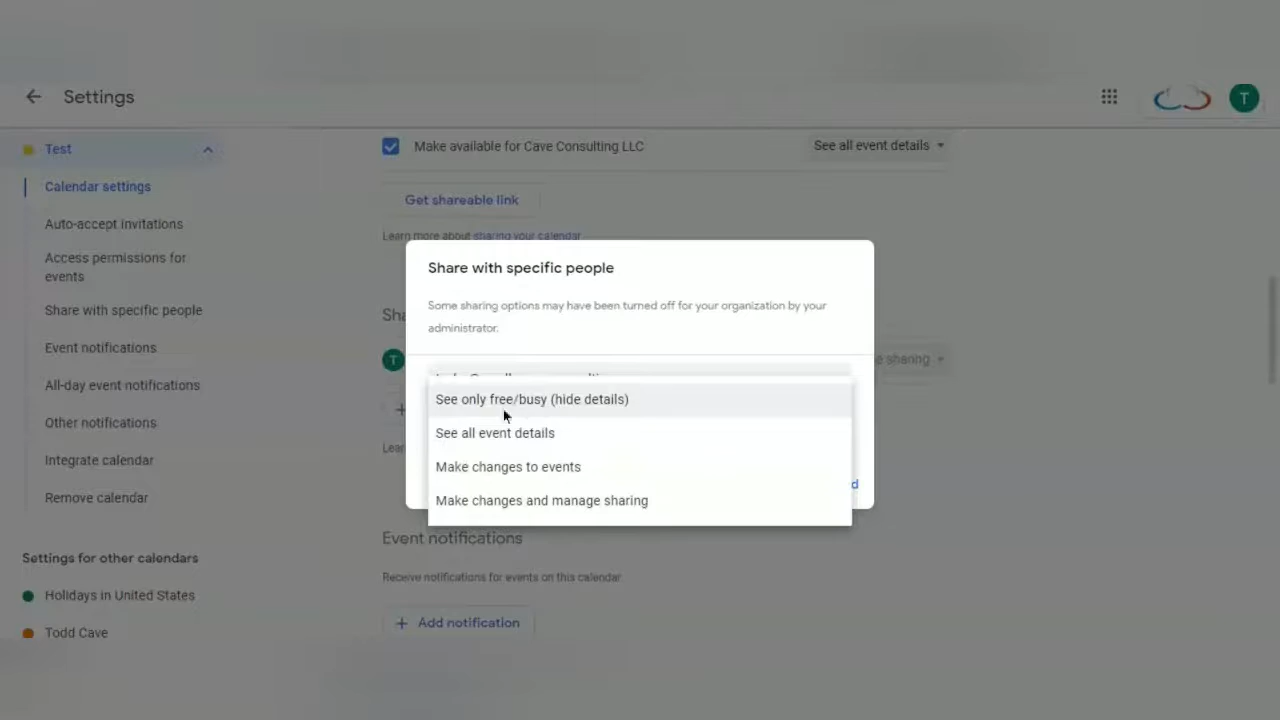 Settings
T
Test
Calendar settings
Auto-accept invitations
Access permissions for
events
Share with specific people
Event notifications
All-day event notifications
Other notifications
Integrate calendar
Remove calendar
Settings for other calendars
Holidays in United States
Todd Cave
Make available for Cave Consulting LLC
See all event details
Get shareable link
Learn more about sharing your calendar
Sha
T
e sharing
+
Lear
Share with specific people
Some sharing options may have been turned off for your organization by your
administrator.
See only free/busy (hide details)
See all event details
Make changes to events
Make changes and manage sharing
d
Event notifications
Receive notifications for events on this calendar
+ Add notification